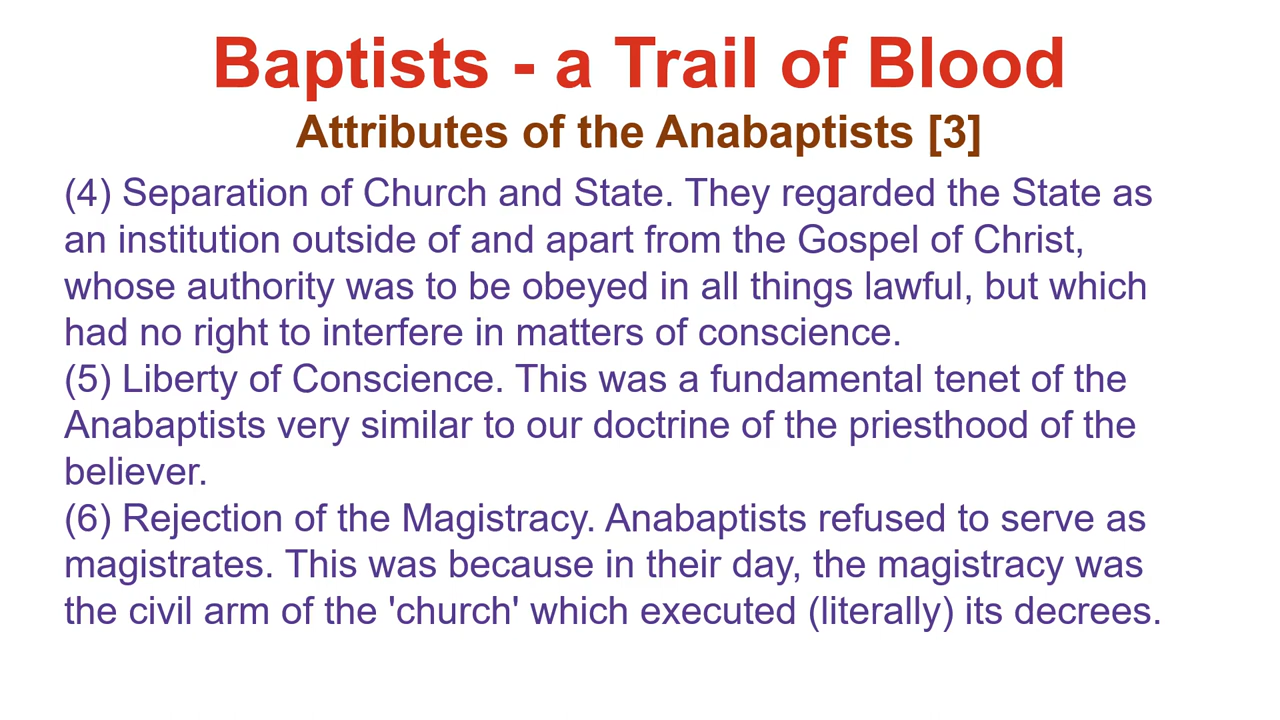 Baptists - a Trail of Blood
Attributes of the Anabaptists [3]
(4) Separation of Church and State. They regarded the State as
an institution outside of and apart from the Gospel of Christ,
whose authority was to be obeyed in all things lawful, but which
had no right to interfere in matters of conscience.
(5) Liberty of Conscience. This was a fundamental tenet of the
Anabaptists very similar to our doctrine of the priesthood of the
believer.
(6) Rejection of the Magistracy. Anabaptists refused to serve as
magistrates. This was because in their day, the magistracy was
the civil arm of the 'church' which executed (literally) its decrees.